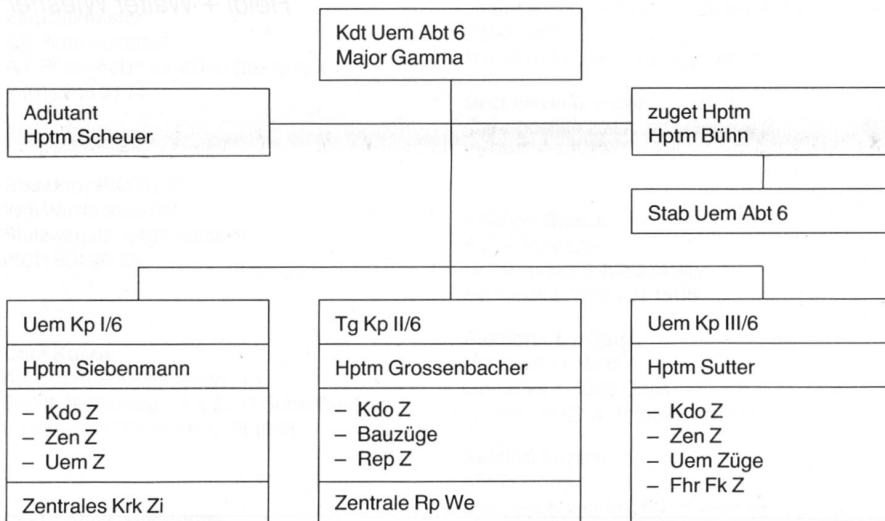 Kdt Uem Abt 6
Major Gamma
Adjutant
Hptm Scheuer
zuget Hptm
Hptm Bühn
Stab Uem Abt 6
Uem Kp I/6
Hptm Siebenmann
– Kdo Z
– Zen Z
– Uem Z
Zentrales Krk Zi
Tg Kp II/6
Hptm Grossenbacher
– Kdo Z
– Bauzüge
– Rep Z
Zentrale Rp We
Uem Kp III/6
Hptm Sutter
– Kdo Z
– Zen Z
– Uem Züge
– Fhr Fk Z